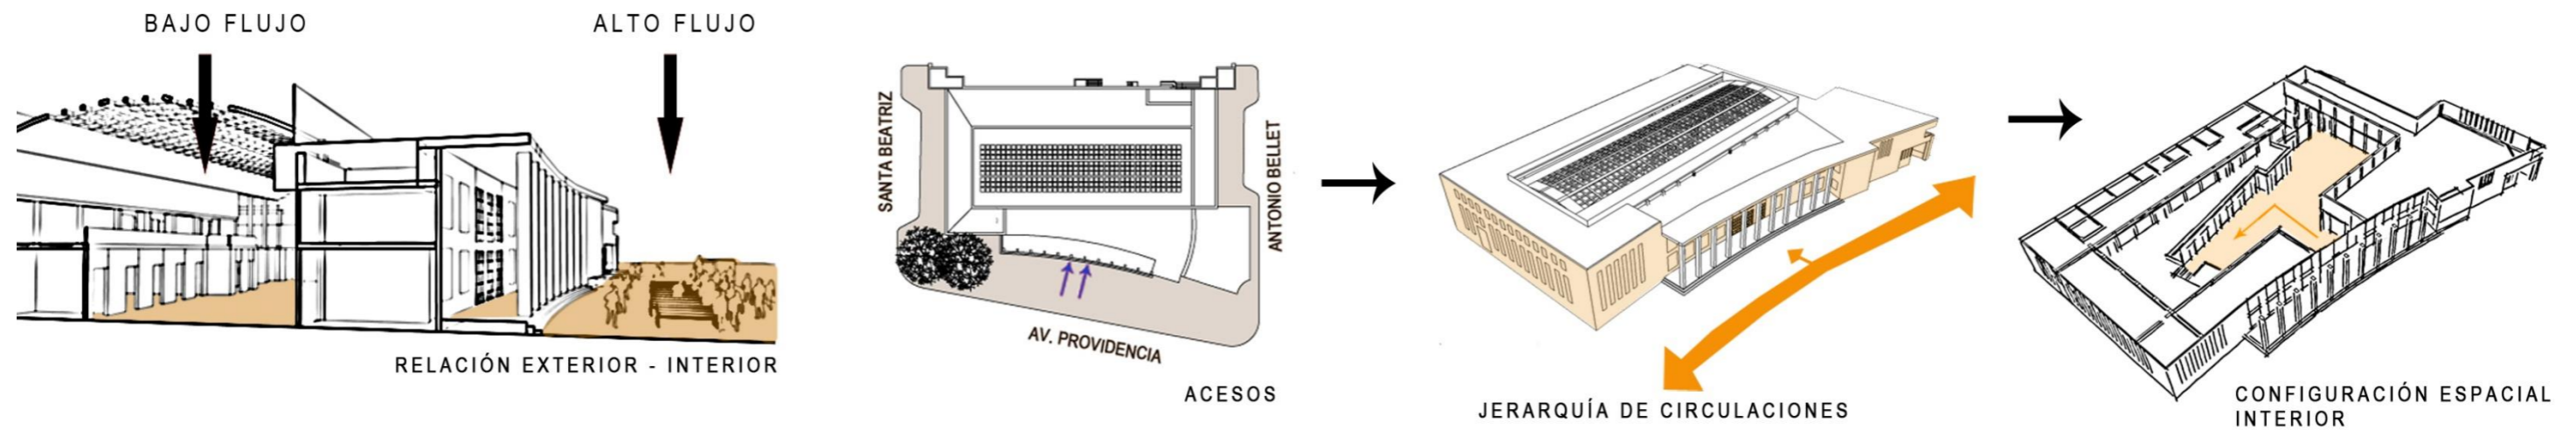 BAJO FLUJO
ALTO FLUJO
RELACIÓN EXTERIOR - INTERIOR
SANTA BEATRIZ
ANTONIO BELLET
AV. PROVIDENCIA
ACESOS
JERARQUÍA DE CIRCULACIONES
CONFIGURACIÓN ESPACIAL
INTERIOR